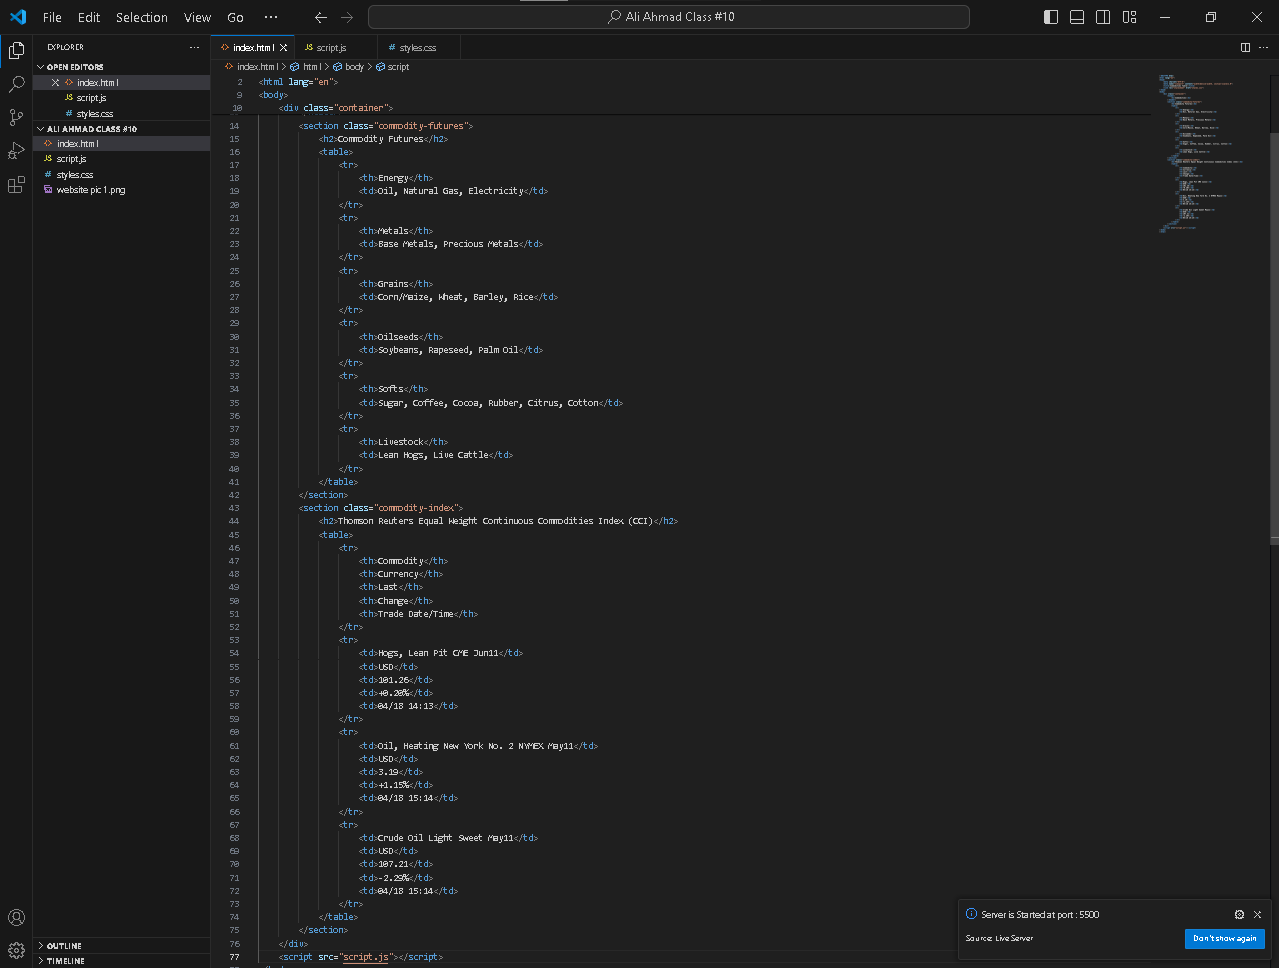 File Edit Selection View Go ··· Ali Ahmad Class #10
EXPLORER ···
OPEN EDITORS
index.html
script.js
styles.css
ALI AHMAD CLASS #10
index.html
script.js
styles.css
website pic 1.png
OUTLINE
TIMELINE
index.html script.js styles.css
index.html > html > body > script
2 <html lang="en">
9 <body>
10 <div class="container">
14 <section class="commodity-futures">
15 <h2>Commodity Futures</h2>
16 <table>
17 <tr>
18 <th>Energy</th>
19 <td>Oil, Natural Gas, Electricity</td>
20 </tr>
21 <tr>
22 <th>Metals</th>
23 <td>Base Metals, Precious Metals</td>
24 </tr>
25 <tr>
26 <th>Grains</th>
27 <td>Corn/Maize, Wheat, Barley, Rice</td>
28 </tr>
29 <tr>
30 <th>Oilseeds</th>
31 <td>Soybeans, Rapeseed, Palm Oil</td>
32 </tr>
33 <tr>
34 <th>Softs</th>
35 <td>Sugar, Coffee, Cocoa, Rubber, Citrus, Cotton</td>
36 </tr>
37 <tr>
38 <th>Livestock</th>
39 <td>Lean Hogs, Live Cattle</td>
40 </tr>
41 </table>
42 </section>
43 <section class="commodity-index">
44 <h2>Thomson Reuters Equal Weight Continuous Commodities Index (CCI)</h2>
45 <table>
46 <tr>
47 <th>Commodity</th>
48 <th>Currency</th>
49 <th>Last</th>
50 <th>Change</th>
51 <th>Trade Date/Time</th>
52 </tr>
53 <tr>
54 <td>Hogs, Lean Pit CME Jun11</td>
55 <td>USD</td>
56 <td>101.26</td>
57 <td>+0.20%</td>
58 <td>04/18 14:13</td>
59 </tr>
60 <tr>
61 <td>Oil, Heating New York No. 2 NYMEX May11</td>
62 <td>USD</td>
63 <td>3.19</td>
64 <td>+1.15%</td>
65 <td>04/18 15:14</td>
66 </tr>
67 <tr>
68 <td>Crude Oil Light Sweet May11</td>
69 <td>USD</td>
70 <td>107.21</td>
71 <td>-2.29%</td>
72 <td>04/18 15:14</td>
73 </tr>
74 </table>
75 </section>
76 </div>
77 <script src="script.js"></script>
Server is Started at port : 5500
Source: Live Server
Don't show again